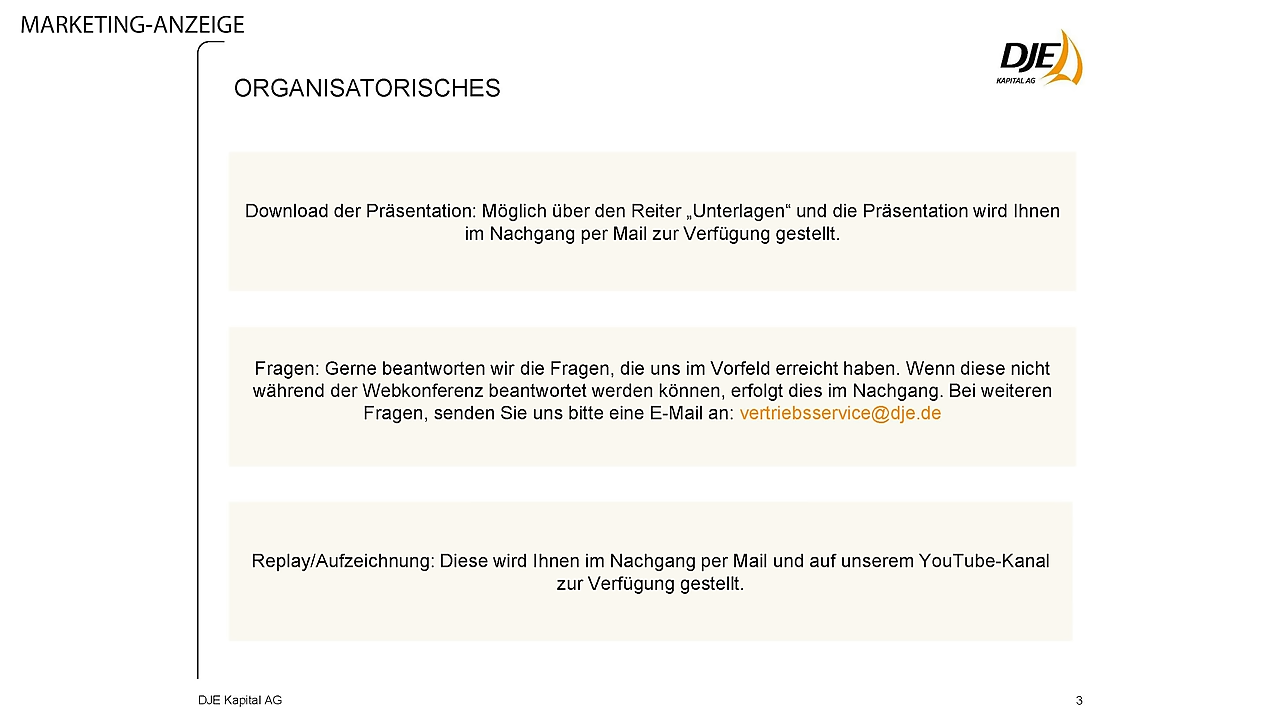 MARKETING-ANZEIGE
DJE
KAPITAL AG
ORGANISATORISCHES
Download der Präsentation: Möglich über den Reiter „Unterlagen“ und die Präsentation wird Ihnen
im Nachgang per Mail zur Verfügung gestellt.
Fragen: Gerne beantworten wir die Fragen, die uns im Vorfeld erreicht haben. Wenn diese nicht
während der Webkonferenz beantwortet werden können, erfolgt dies im Nachgang. Bei weiteren
Fragen, senden Sie uns bitte eine E-Mail an: vertriebsservice@dje.de
Replay/Aufzeichnung: Diese wird Ihnen im Nachgang per Mail und auf unserem YouTube-Kanal
zur Verfügung gestellt.
DJE Kapital AG
3